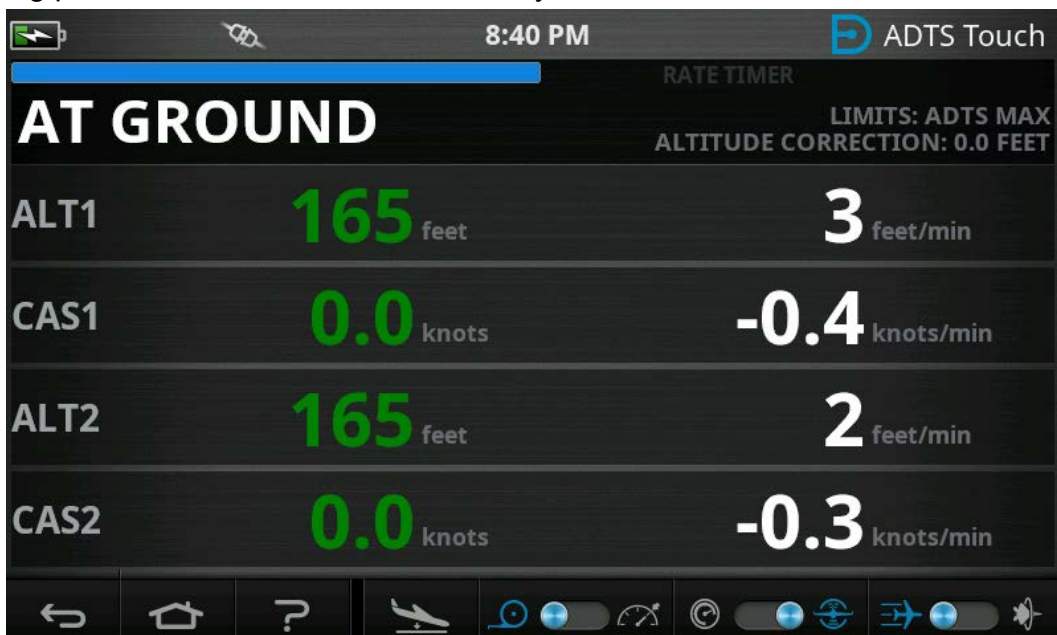 8:40 PM
ADTS Touch
RATE TIMER
AT GROUND
LIMITS: ADTS MAX
ALTITUDE CORRECTION: 0.0 FEET
ALT1 165 feet 3 feet/min
CAS1 0.0 knots -0.4 knots/min
ALT2 165 feet 2 feet/min
CAS2 0.0 knots -0.3 knots/min
?